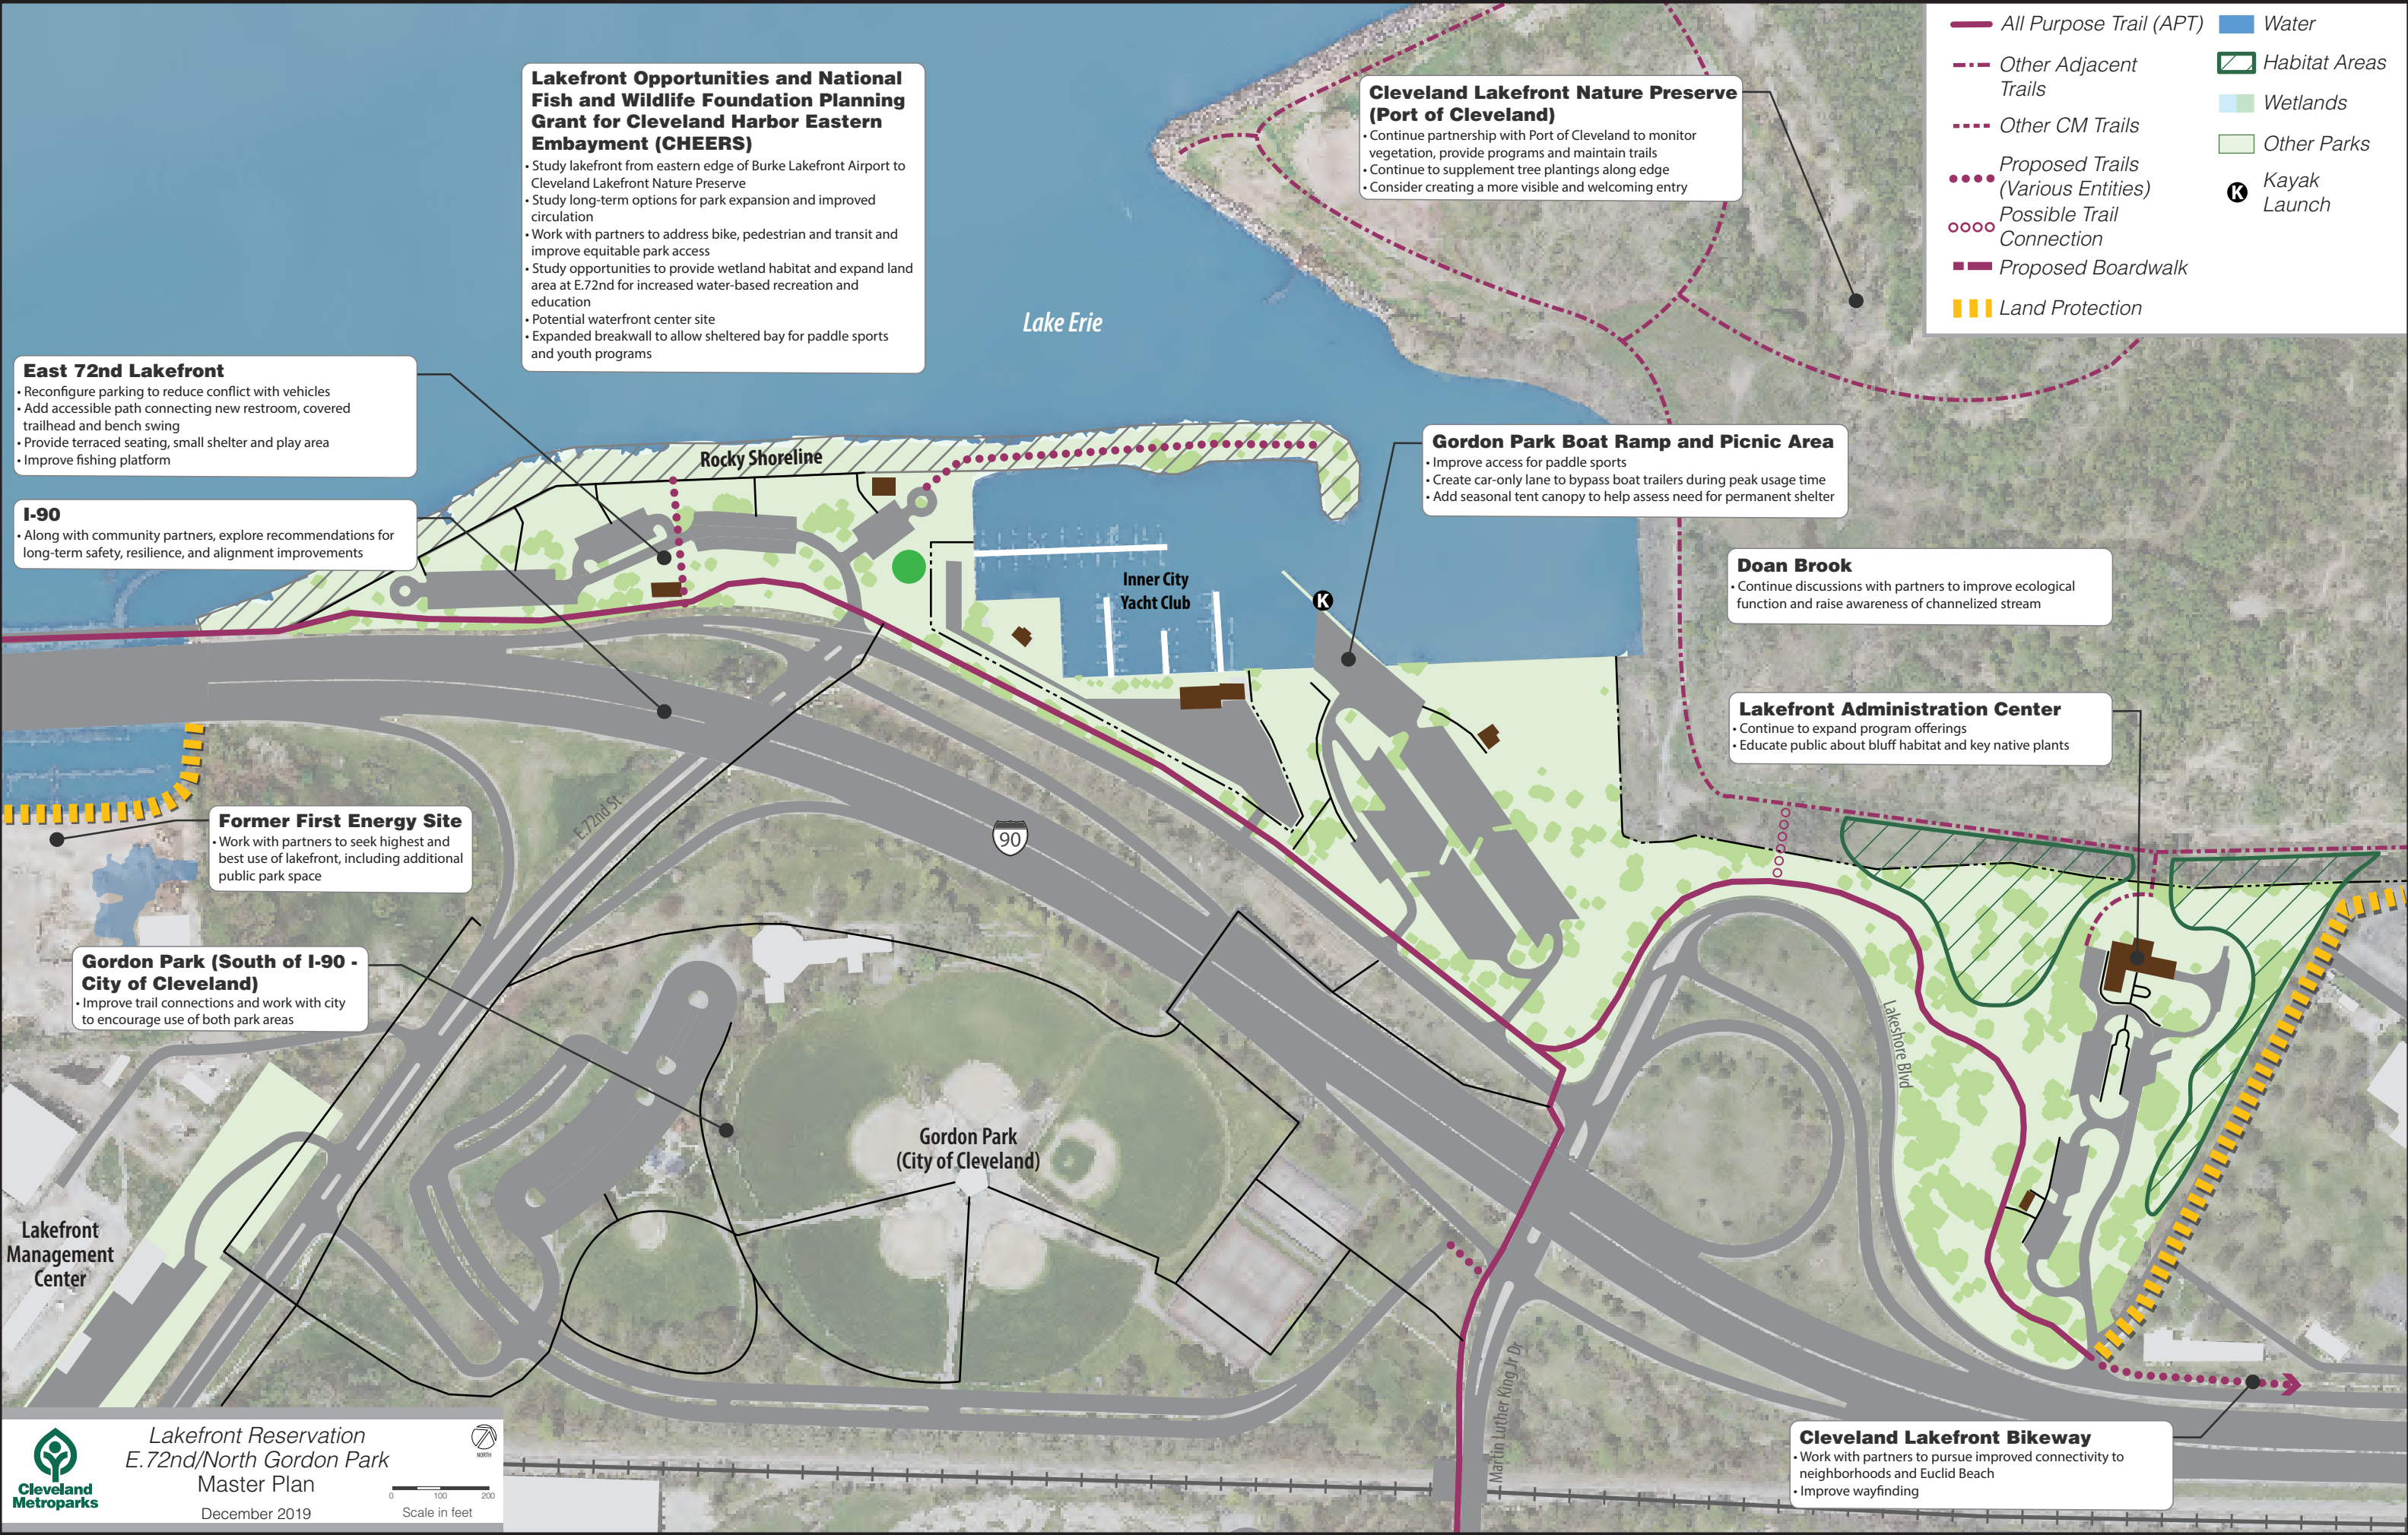 Lakefront Opportunities and National
Fish and Wildlife Foundation Planning
Grant for Cleveland Harbor Eastern
Embayment (CHEERS)
• Study lakefront from eastern edge of Burke Lakefront Airport to
Cleveland Lakefront Nature Preserve
• Study long-term options for park expansion and improved
circulation
• Work with partners to address bike, pedestrian and transit and
improve equitable park access
• Study opportunities to provide wetland habitat and expand land
area at E.72nd for increased water-based recreation and
education
• Potential waterfront center site
• Expanded breakwall to allow sheltered bay for paddle sports
and youth programs
Cleveland Lakefront Nature Preserve
(Port of Cleveland)
• Continue partnership with Port of Cleveland to monitor
vegetation, provide programs and maintain trails
• Continue to supplement tree plantings along edge
• Consider creating a more visible and welcoming entry
All Purpose Trail (APT)
Other Adjacent
Trails
Other CM Trails
Proposed Trails
(Various Entities)
Possible Trail
Connection
Proposed Boardwalk
Land Protection
Water
Habitat Areas
Wetlands
Other Parks
K
Kayak
Launch
Lake Erie
East 72nd Lakefront
• Reconfigure parking to reduce conflict with vehicles
• Add accessible path connecting new restroom, covered
trailhead and bench swing
• Provide terraced seating, small shelter and play area
• Improve fishing platform
I-90
• Along with community partners, explore recommendations for
long-term safety, resilience, and alignment improvements
Rocky Shoreline
Gordon Park Boat Ramp and Picnic Area
• Improve access for paddle sports
• Create car-only lane to bypass boat trailers during peak usage time
• Add seasonal tent canopy to help assess need for permanent shelter
Inner City
Yacht Club
K
Doan Brook
• Continue discussions with partners to improve ecological
function and raise awareness of channelized stream
Lakefront Administration Center
• Continue to expand program offerings
• Educate public about bluff habitat and key native plants
Former First Energy Site
• Work with partners to seek highest and
best use of lakefront, including additional
public park space
E.72nd St
90
Gordon Park (South of I-90 -
City of Cleveland)
• Improve trail connections and work with city
to encourage use of both park areas
Lakeshore Blvd
Gordon Park
(City of Cleveland)
Lakefront
Management
Center
Martin Luther King Jr Dr
Cleveland Lakefront Bikeway
• Work with partners to pursue improved connectivity to
neighborhoods and Euclid Beach
• Improve wayfinding
Cleveland
Metroparks
Lakefront Reservation
E.72nd/North Gordon Park
Master Plan
December 2019
NORTH
0 100 200
Scale in feet